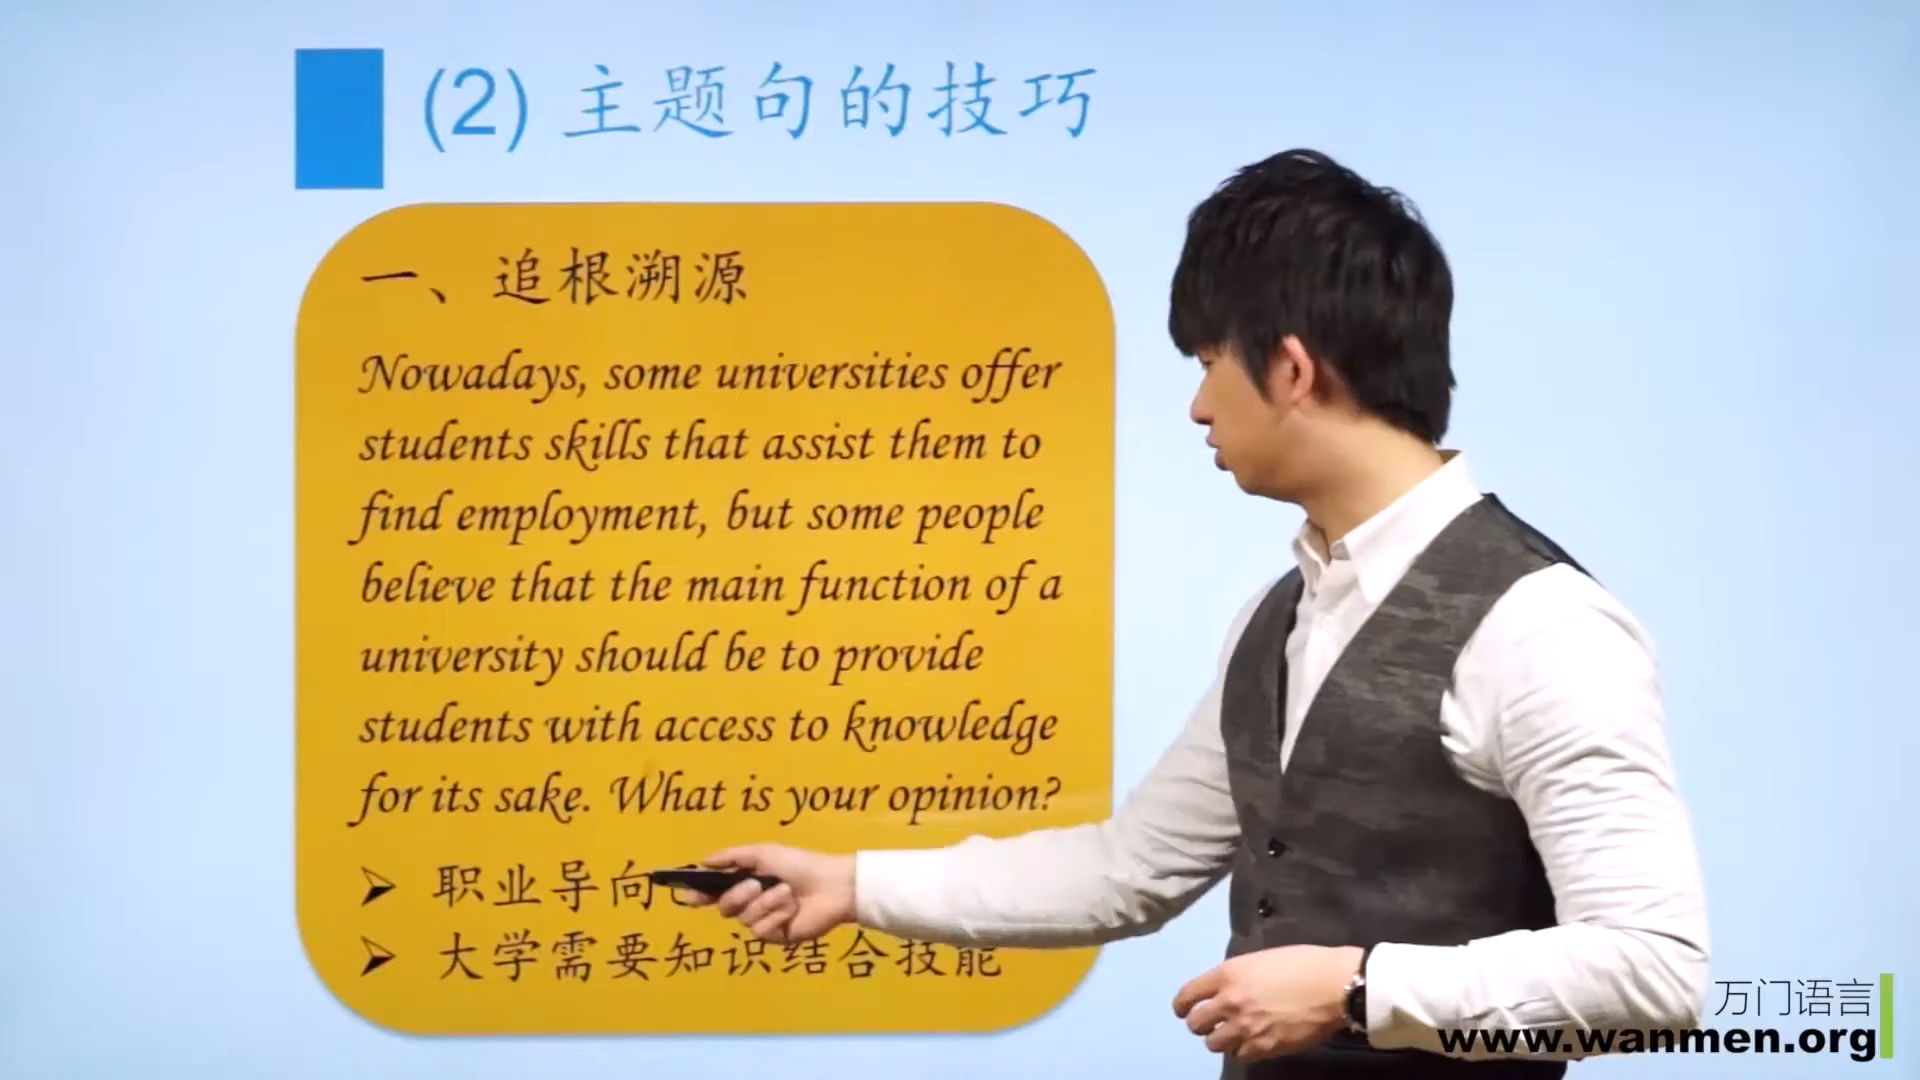 (2) 主题句的技巧
一、追根溯源
Nowadays, some universities offer
students skills that assist them to
find employment, but some people
believe that the main function of a
university should be to provide
students with access to knowledge
for its sake. What is your opinion?
职业导向
大学需要知识结合技能
万门语言
www.wanmen.org